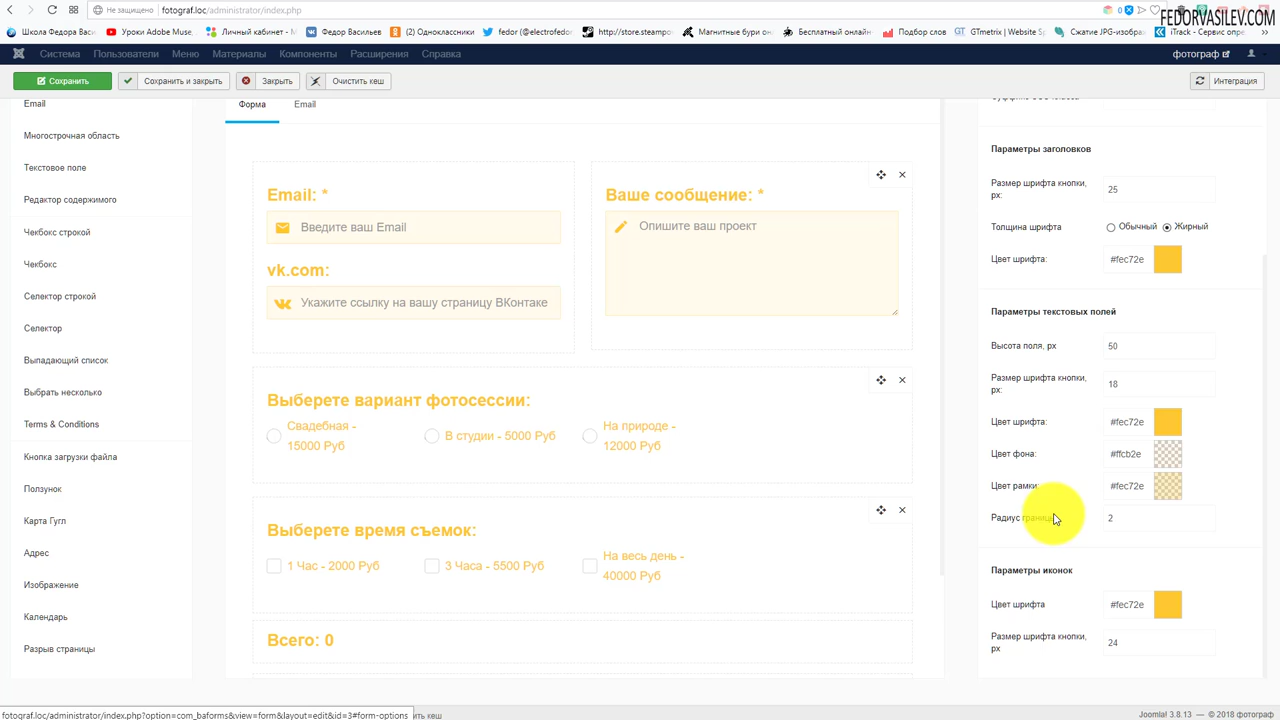 Не защищено fotograf.loc/administrator/index.php
0
FEDORVASILEV.COM
Школа Федора Васи
Уроки Adobe Muse,
Личный кабинет - М
Федор Васильев
(2) Одноклассники
fedor (@electrofedor
http://store.steampo
Магнитные бури он
Бесплатный онлайн
Подбор слов
GTmetrix | Website S
Сжатие JPG-изобра
iTrack - Сервис опре
Система
Пользователи
Меню
Материалы
Компоненты
Расширения
Справка
фотограф
Сохранить
Сохранить и закрыть
Закрыть
Очистить кеш
Интеграция
Email
Многострочная область
Текстовое поле
Редактор содержимого
Чекбокс строкой
Чекбокс
Селектор строкой
Селектор
Выпадающий список
Выбрать несколько
Terms & Conditions
Кнопка загрузки файла
Ползунок
Карта Гугл
Адрес
Изображение
Календарь
Разрыв страницы
Форма
Email
Email: *
Введите ваш Email
vk.com:
Укажите ссылку на вашу страницу ВКонтаке
Ваше сообщение: *
Опишите ваш проект
Выберете вариант фотосессии:
Свадебная -
15000 Руб
В студии - 5000 Руб
На природе -
12000 Руб
Выберете время съемок:
1 Час - 2000 Руб
3 Часа - 5500 Руб
На весь день -
40000 Руб
Всего: 0
Параметры заголовков
Размер шрифта кнопки,
px:
25
Толщина шрифта
Обычный
Жирный
Цвет шрифта:
#fec72e
Параметры текстовых полей
Высота поля, px
50
Размер шрифта кнопки,
px:
18
Цвет шрифта:
#fec72e
Цвет фона:
#ffcb2e
Цвет рамки:
#fec72e
Радиус границы
2
Параметры иконок
Цвет шрифта
#fec72e
Размер шрифта кнопки,
px
24
fotograf.loc/administrator/index.php?option=com_baforms&view=form&layout=edit&id=3#form-options
ить кеш
Joomla! 3.8.13 — © 2018 фотограф